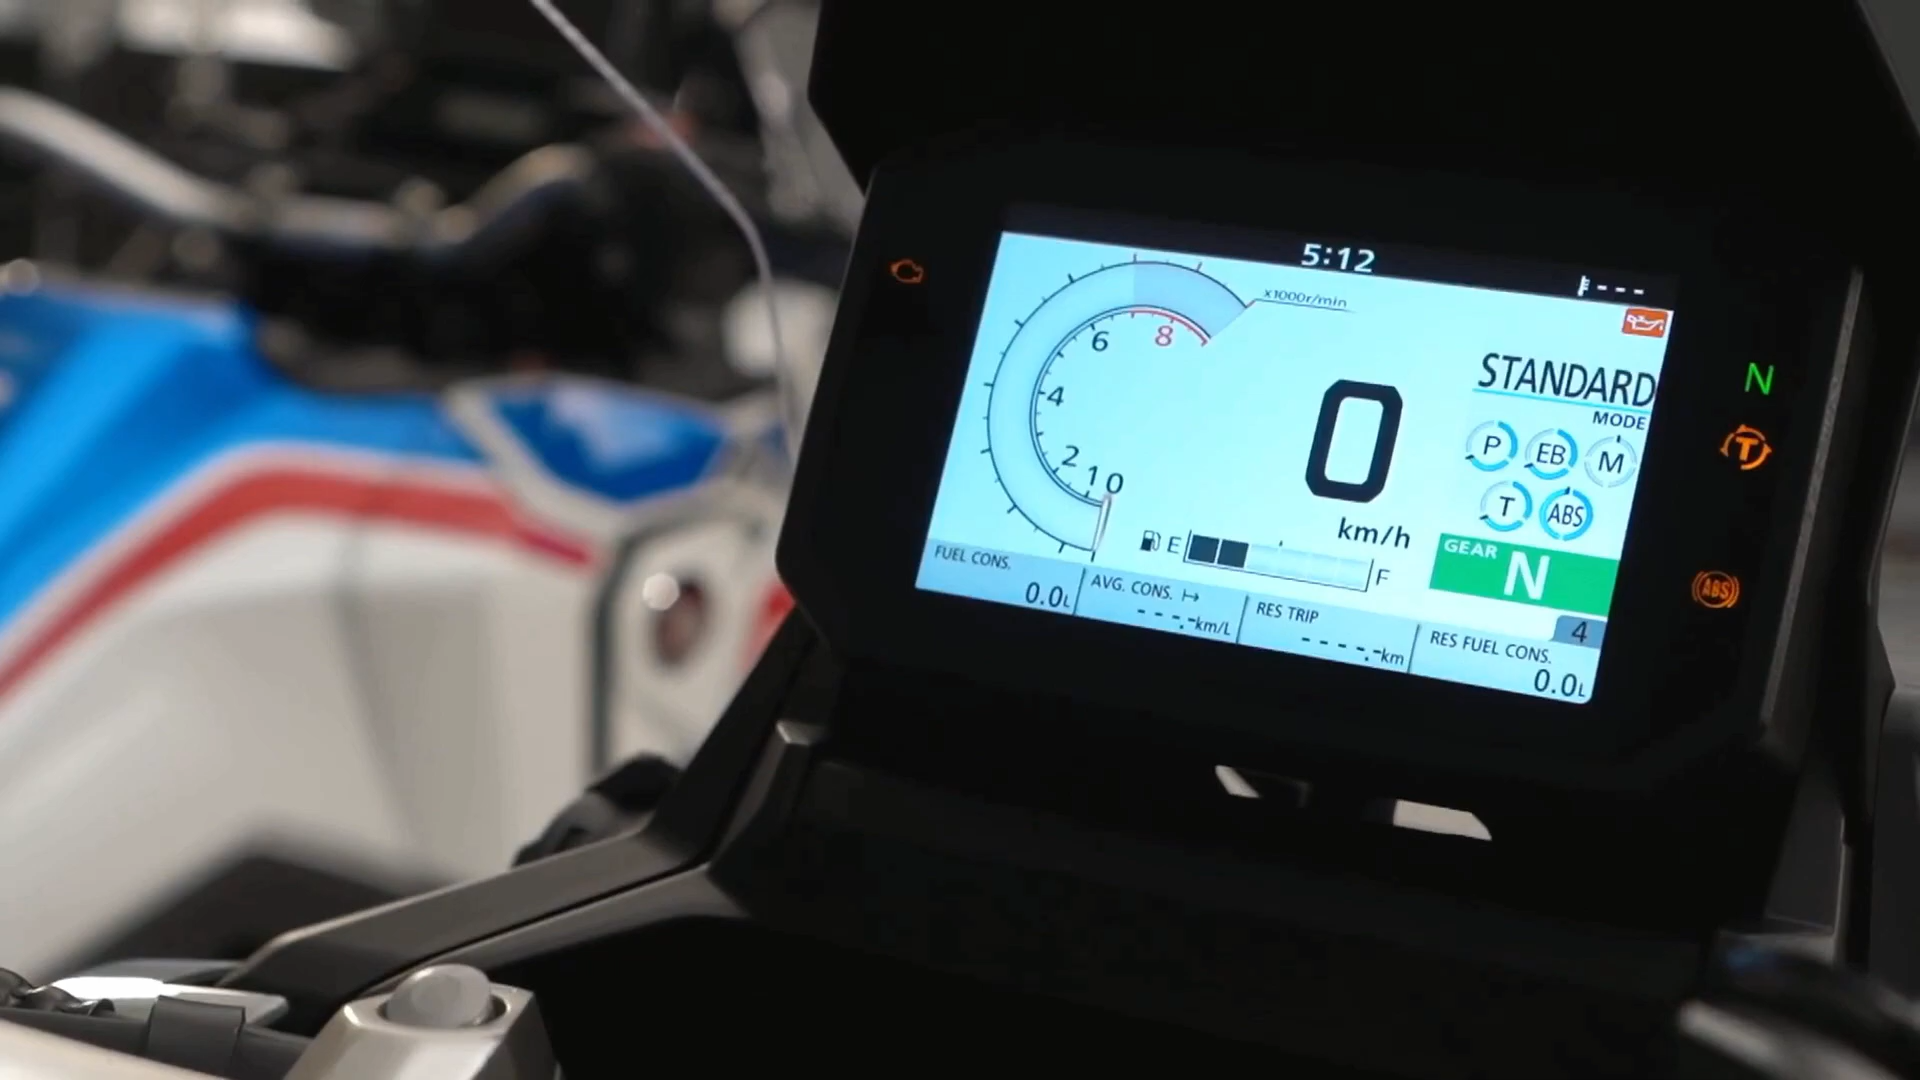 5:12
---
x1000r/min
6 8
4
2 1 0
0
km/h
STANDARD
MODE
P EB M
T ABS
N
T
ABS
E F
GEAR N
4
FUEL CONS.
0.0L
AVG. CONS.
---.-km/L
RES TRIP
----.-km
RES FUEL CONS.
0.0L